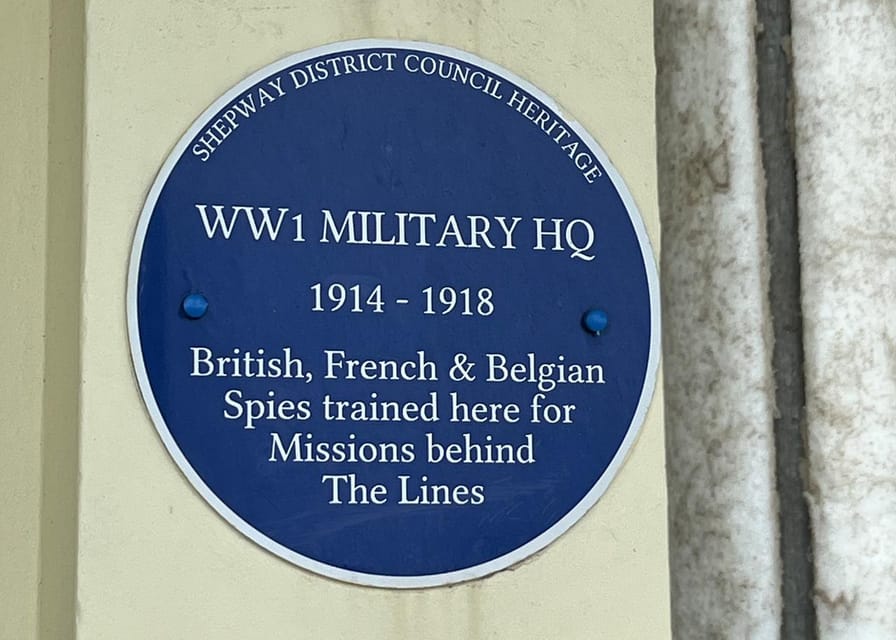 SHEPWAY DISTRICT COUNCIL HERITAGE
WW1 MILITARY HQ
1914 - 1918
British, French & Belgian
Spies trained here for
Missions behind
The Lines